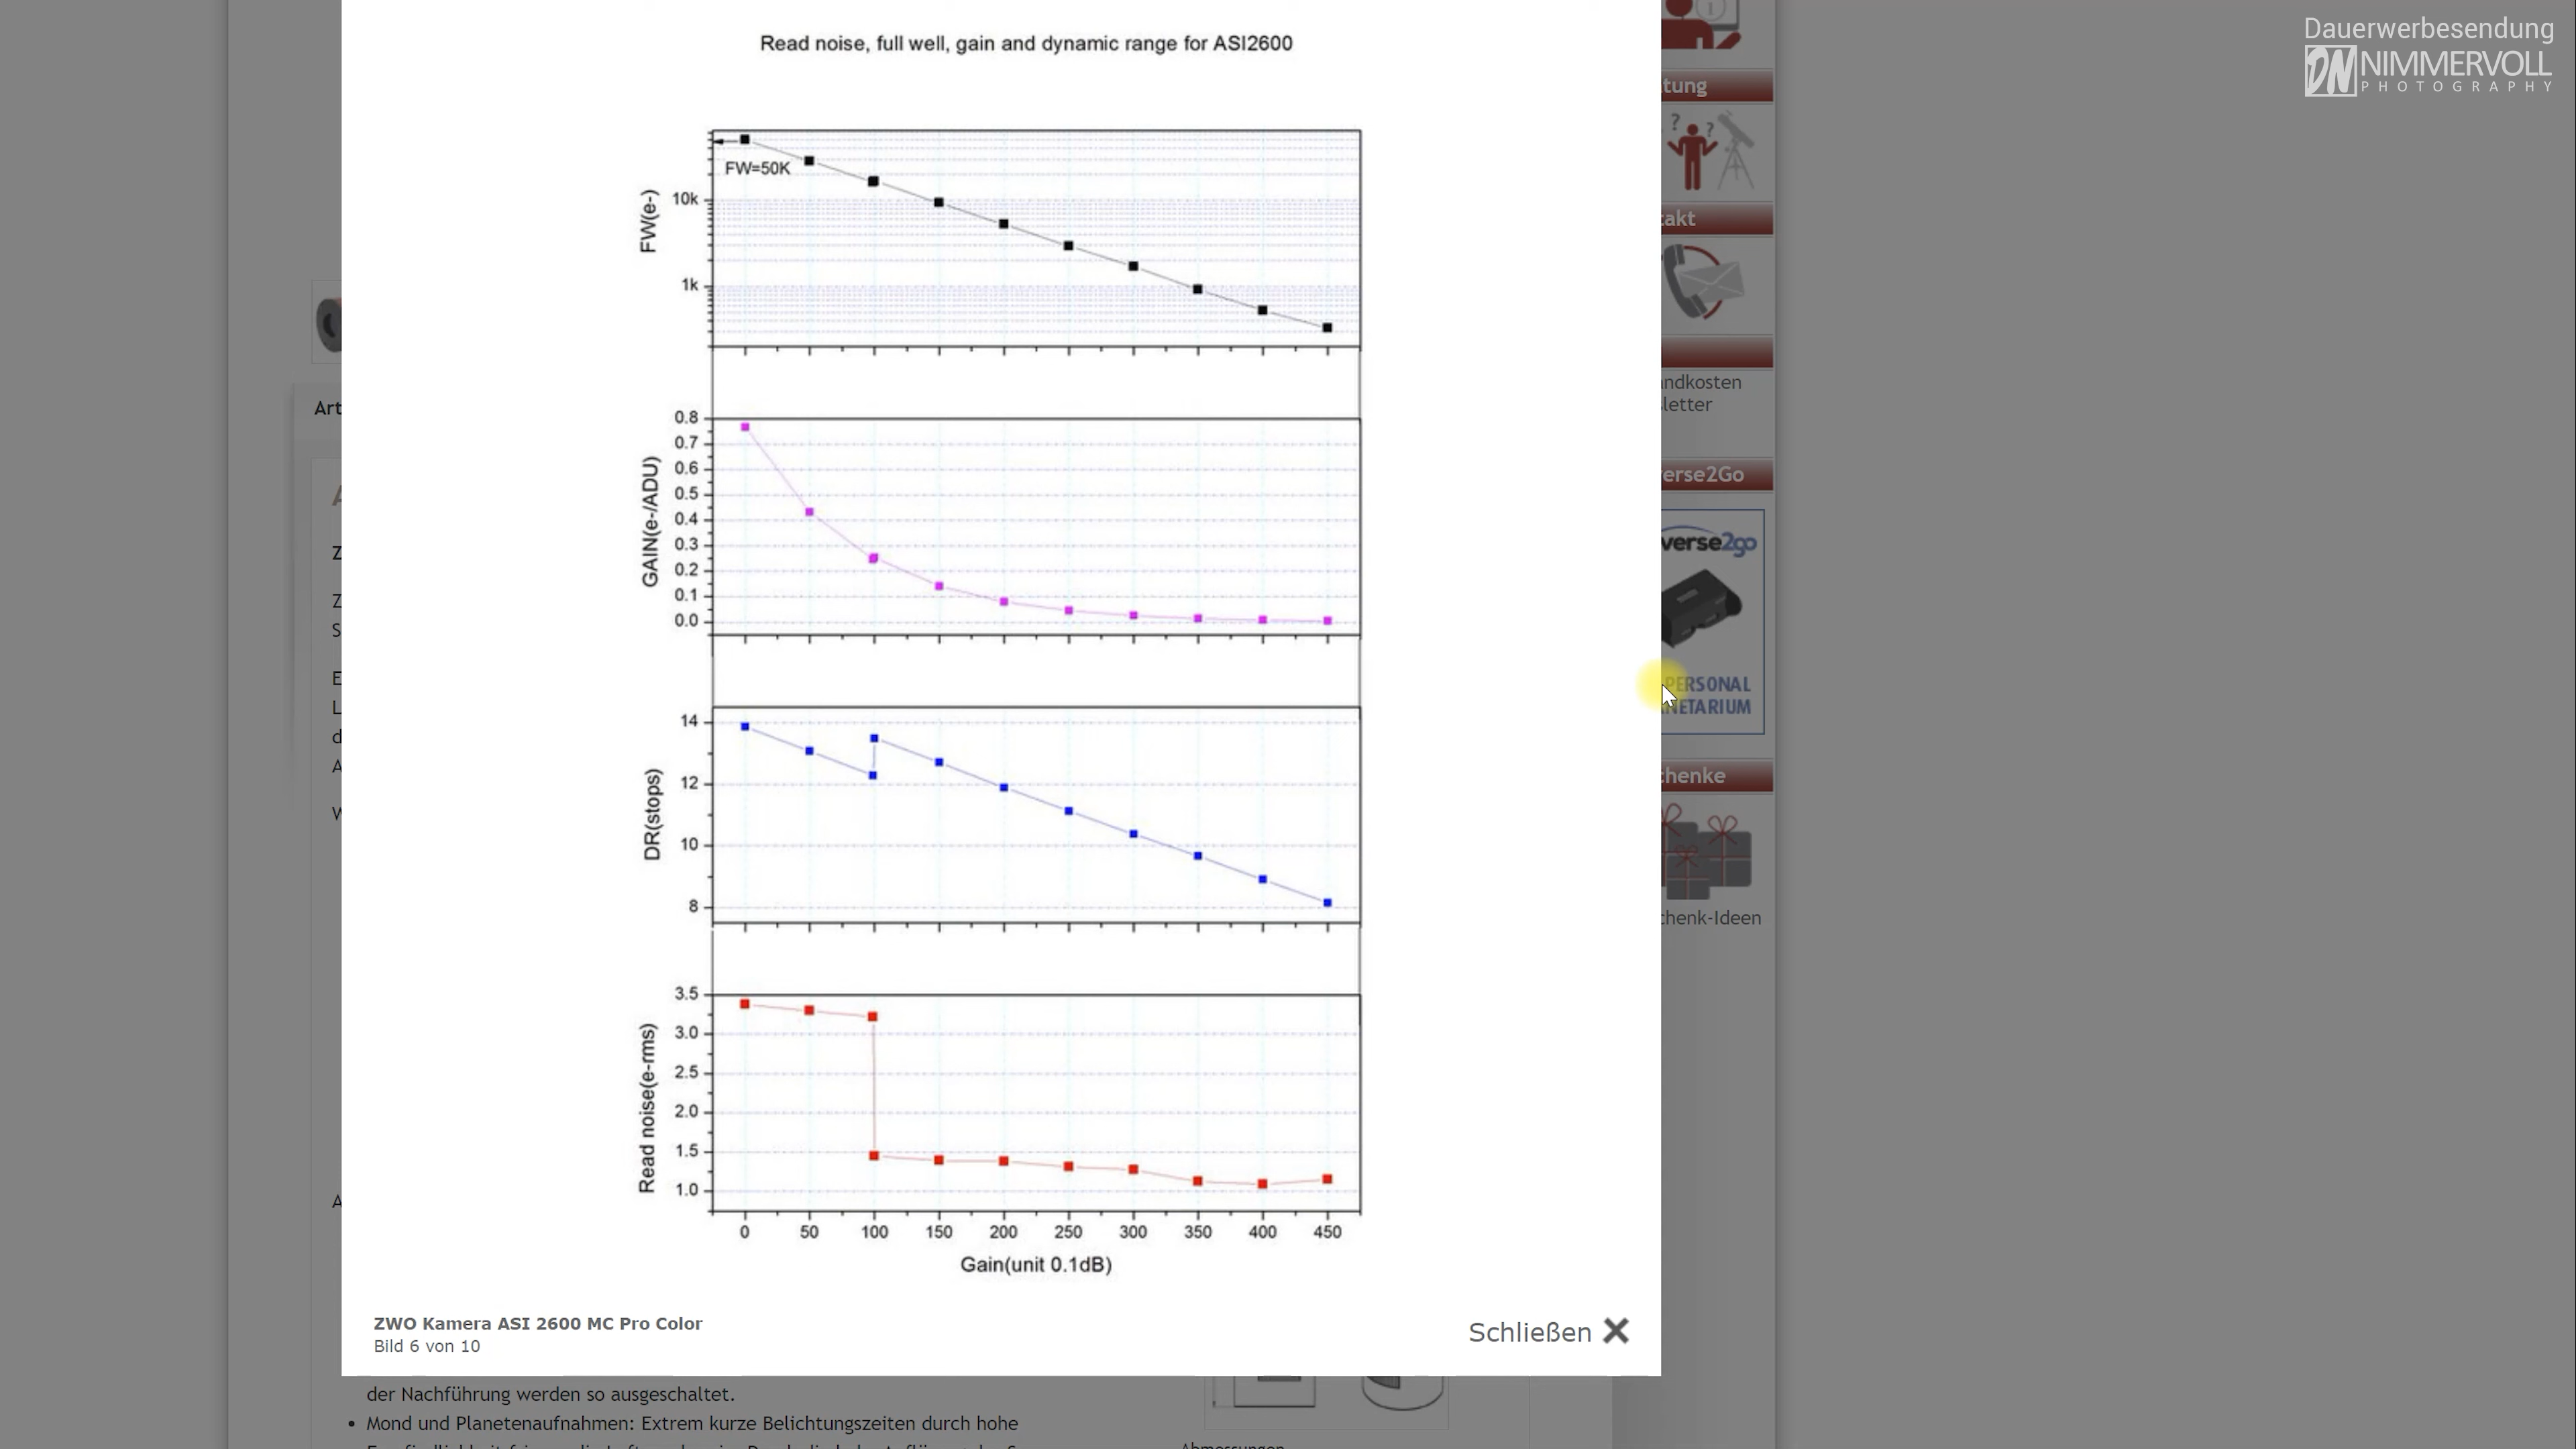 Dauerwerbesendung
DN NIMMERVOLL
PHOTOGRAPHY
Read noise, full well, gain and dynamic range for ASI2600
FW(e-)
10k
1k
FW=50K
GAIN(e-/ADU)
0.8
0.7
0.6
0.5
0.4
0.3
0.2
0.1
0.0
DR(stops)
14
12
10
8
Read noise(e-rms)
3.5
3.0
2.5
2.0
1.5
1.0
0 50 100 150 200 250 300 350 400 450
Gain(unit 0.1dB)
ZWO Kamera ASI 2600 MC Pro Color
Bild 6 von 10
Schließen
der Nachführung werden so ausgeschaltet.
• Mond und Planetenaufnahmen: Extrem kurze Belichtungszeiten durch hohe
Art
Z
Z
S
E
L
d
A
W
A
tung
? ?
takt
andkosten
letter
erse2Go
verse2go
PERSONAL
NETARIUM
henke
chenk-Ideen